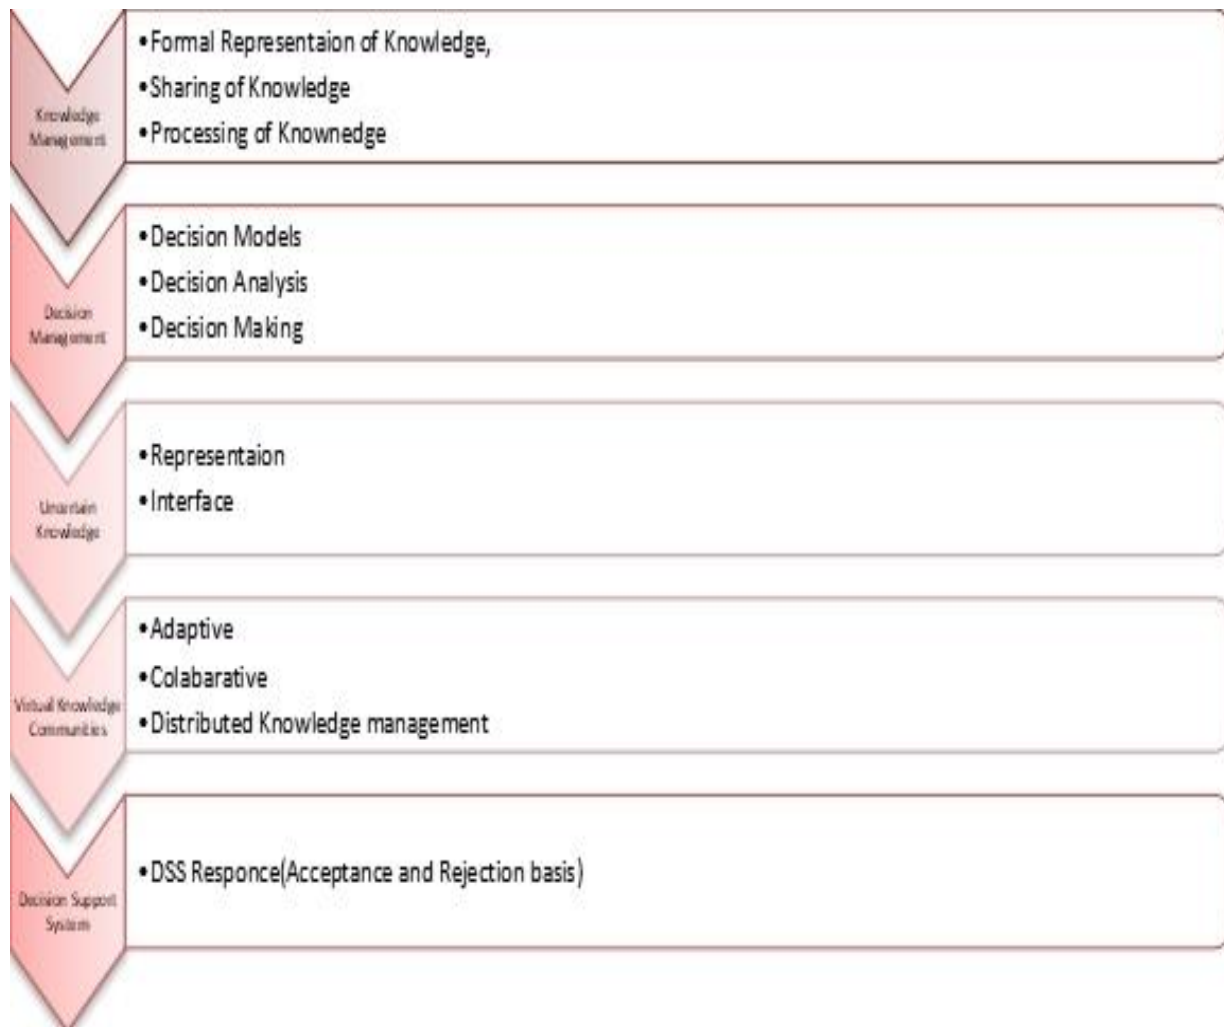 Knowledge
Management
•Formal Representaion of Knowledge,
•Sharing of Knowledge
•Processing of Knownedge
Decision
Management
•Decision Models
•Decision Analysis
•Decision Making
Uncertain
Knowledge
•Representaion
•Interface
Virtual Knowledge
Communities
•Adaptive
•Colabarative
•Distributed Knowledge management
Decision Support
System
•DSS Responce(Acceptance and Rejection basis)